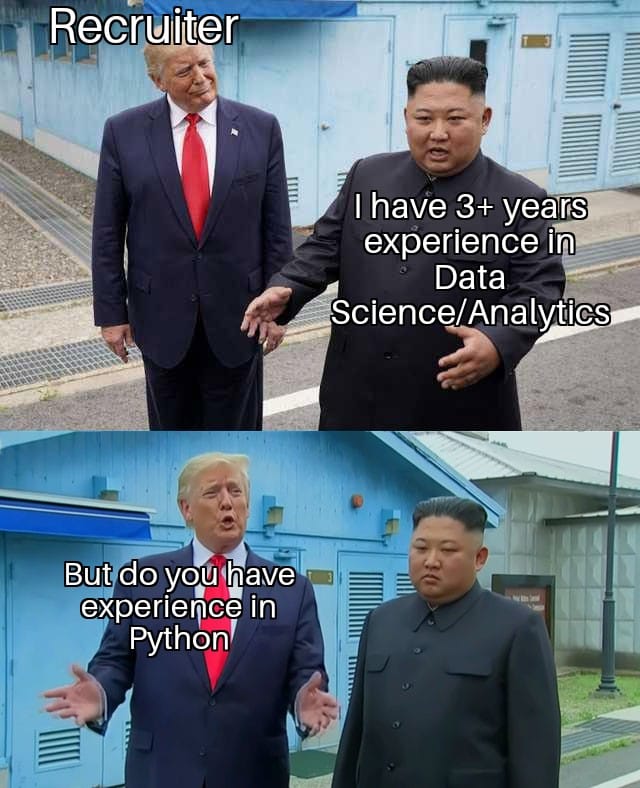 Recruiter
I have 3+ years
experience in
Data
Science/Analytics
But do you have
experience in
Python